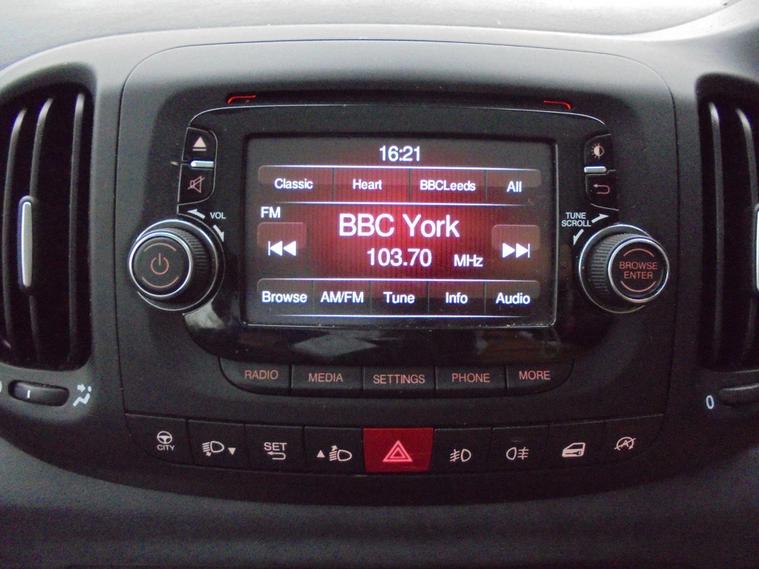 16:21
Classic Heart BBCLeeds All
VOL
TUNE
SCROLL
FM
BBC York
103.70 MHz
BROWSE
ENTER
Browse AM/FM Tune Info Audio
RADIO MEDIA SETTINGS PHONE MORE
0
CITY
SET